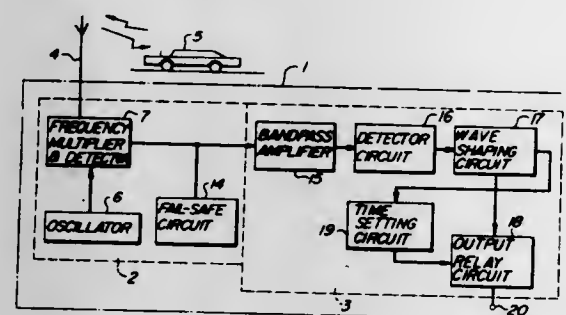 5
1
4
7
FREQUENCY
MULTIPLIER
& DETECTOR
BANDPASS
AMPLIFIER
15
16
DETECTOR
CIRCUIT
17
WAVE
SHAPING
CIRCUIT
6
OSCILLATOR
14
FAIL-SAFE
CIRCUIT
TIME
SETTING
CIRCUIT
19
18
OUTPUT
RELAY
CIRCUIT
2
3
20